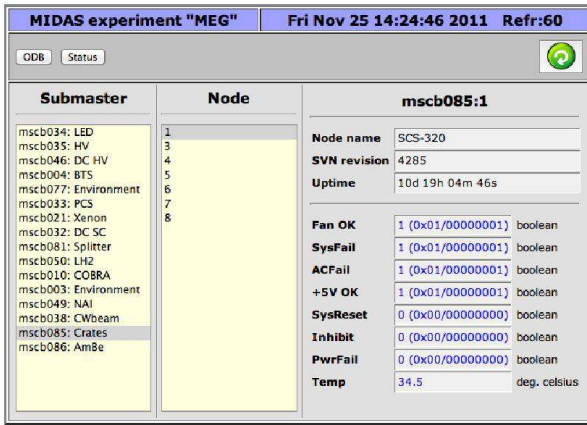 MIDAS experiment "MEG" Fri Nov 25 14:24:46 2011 Refr:60
ODB Status
Submaster
mscb034: LED
mscb035: HV
mscb046: DC HV
mscb004: BTS
mscb077: Environment
mscb033: PCS
mscb021: Xenon
mscb032: DC SC
mscb081: Splitter
mscb050: LH2
mscb010: COBRA
mscb003: Environment
mscb049: NAI
mscb038: CWbeam
mscb085: Crates
mscb086: AmBe
Node
1
3
4
5
6
7
8
mscb085:1
Node name SCS-320
SVN revision 4285
Uptime 10d 19h 04m 46s
Fan OK 1 (0x01/00000001) boolean
SysFail 1 (0x01/00000001) boolean
ACFail 1 (0x01/00000001) boolean
+5V OK 1 (0x01/00000001) boolean
SysReset 0 (0x00/00000000) boolean
Inhibit 0 (0x00/00000000) boolean
PwrFail 0 (0x00/00000000) boolean
Temp 34.5 deg. celsius